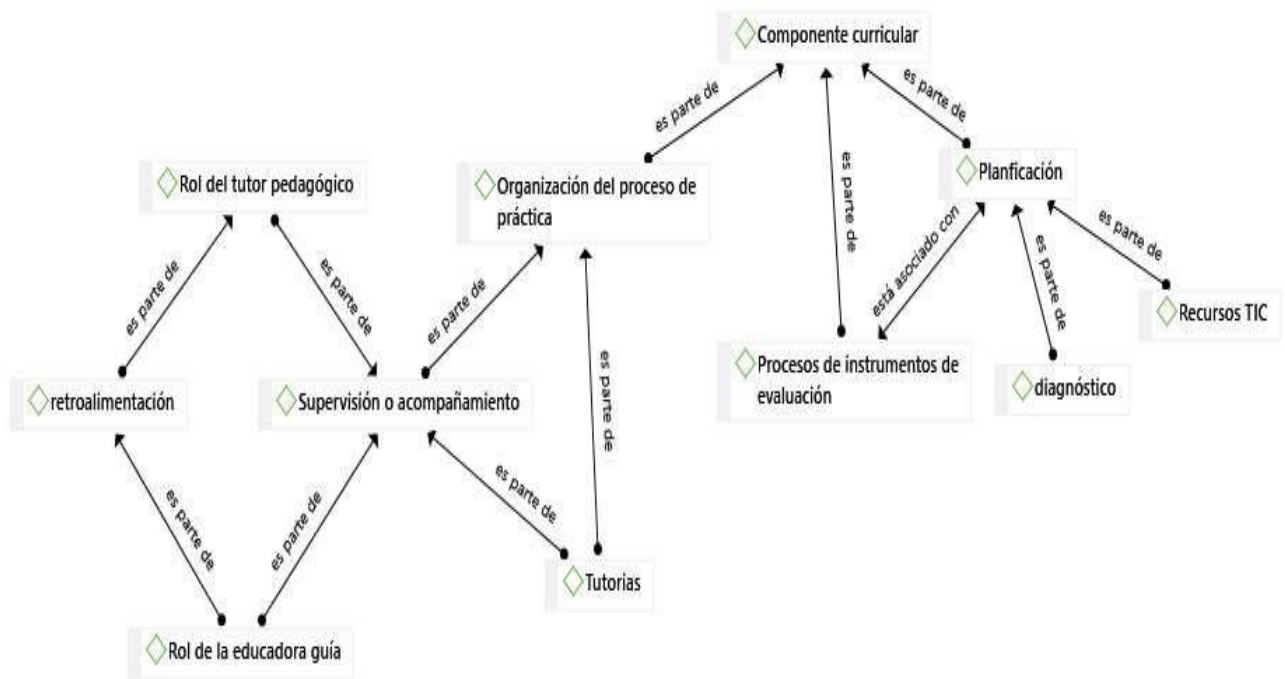 Componente curricular
es parte de
es parte de
es parte de
Rol del tutor pedagógico
Organización del proceso de
práctica
Planficación
es parte de
es parte de
es parte de
es parte de
está asociado con
es parte de
es parte de
Recursos TIC
retroalimentación
Supervisión o acompañamiento
Procesos de instrumentos de
evaluación
diagnóstico
es parte de
es parte de
es parte de
Tutorias
Rol de la educadora guía